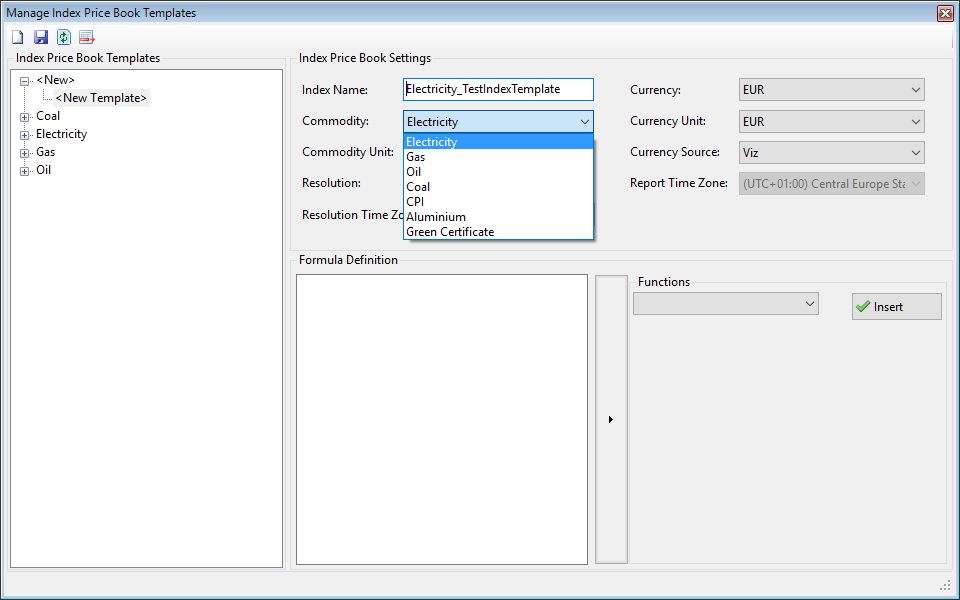 Manage Index Price Book Templates
Index Price Book Templates
<New>
<New Template>
Coal
Electricity
Gas
Oil
Index Price Book Settings
Index Name: Electricity_TestIndexTemplate
Commodity: Electricity
Electricity
Gas
Oil
Coal
CPI
Aluminium
Green Certificate
Commodity Unit:
Resolution:
Resolution Time Zo
Currency: EUR
Currency Unit: EUR
Currency Source: Viz
Report Time Zone: (UTC+01:00) Central Europe Sta
Formula Definition
Functions
Insert